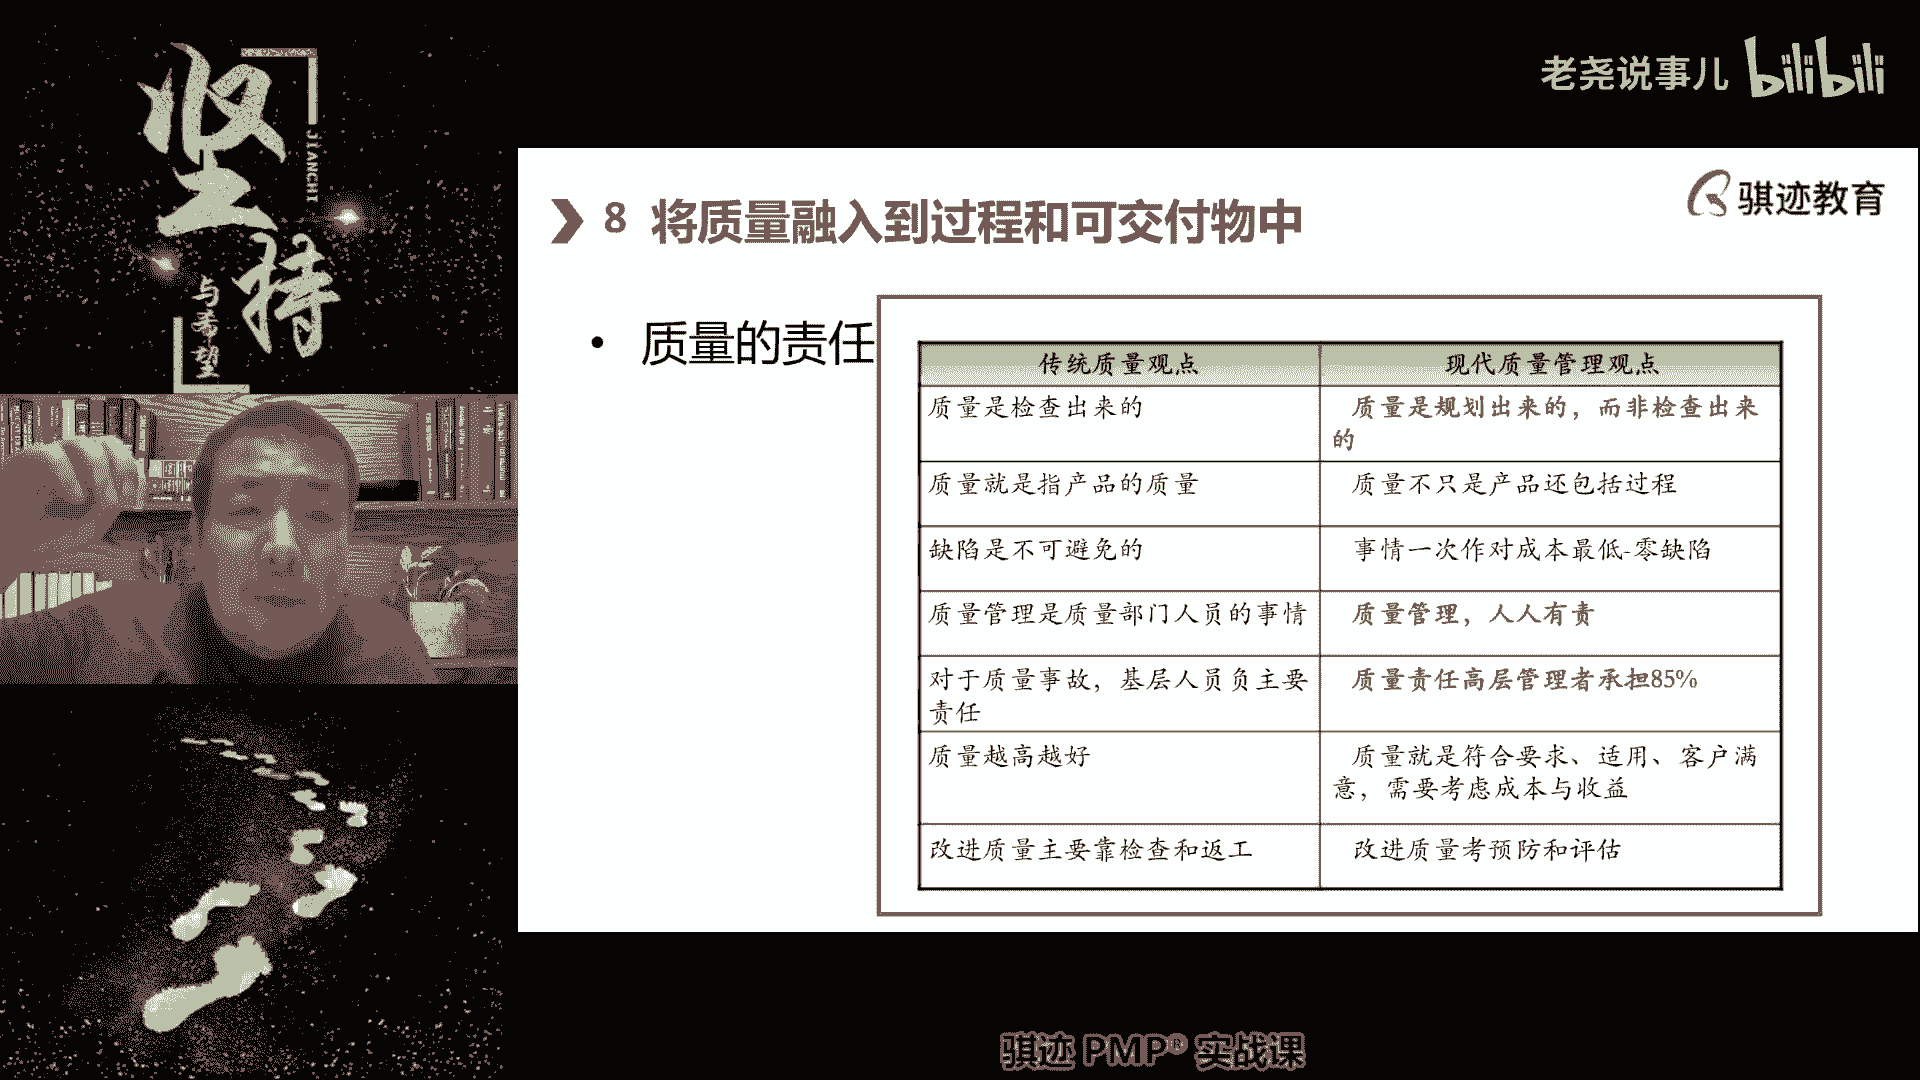 坚
持
JIANCHI
与
希
望
老尧说事儿 bilibili
骐迹教育
8 将质量融入到过程和可交付物中
• 质量的责任
传统质量观点
现代质量管理观点
质量是检查出来的
质量是规划出来的，而非检查出来
的
质量就是指产品的质量
质量不只是产品还包括过程
缺陷是不可避免的
事情一次作对成本最低-零缺陷
质量管理是质量部门人员的事情
质量管理，人人有责
对于质量事故，基层人员负主要
责任
质量责任高层管理者承担85%
质量越高越好
质量就是符合要求、适用、客户满
意，需要考虑成本与收益
改进质量主要靠检查和返工
改进质量考预防和评估
骐迹 PMP® 实战课